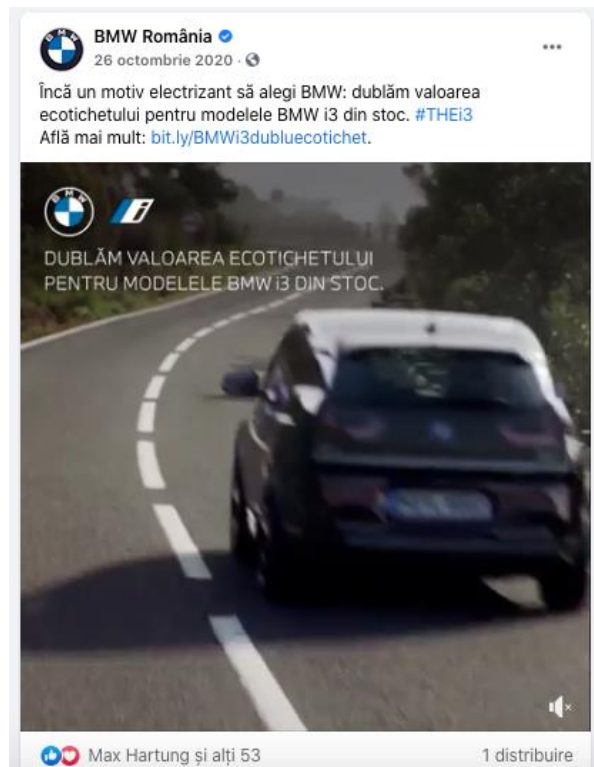 BMW România
26 octombrie 2020
Încă un motiv electrizant să alegi BMW: dublăm valoarea
ecotichetului pentru modelele BMW i3 din stoc. #THEi3
Află mai mult: bit.ly/BMWi3dubluecotichet.
BMW
i
DUBLĂM VALOAREA ECOTICHETULUI
PENTRU MODELELE BMW i3 DIN STOC.
Max Hartung și alți 53
1 distribuire